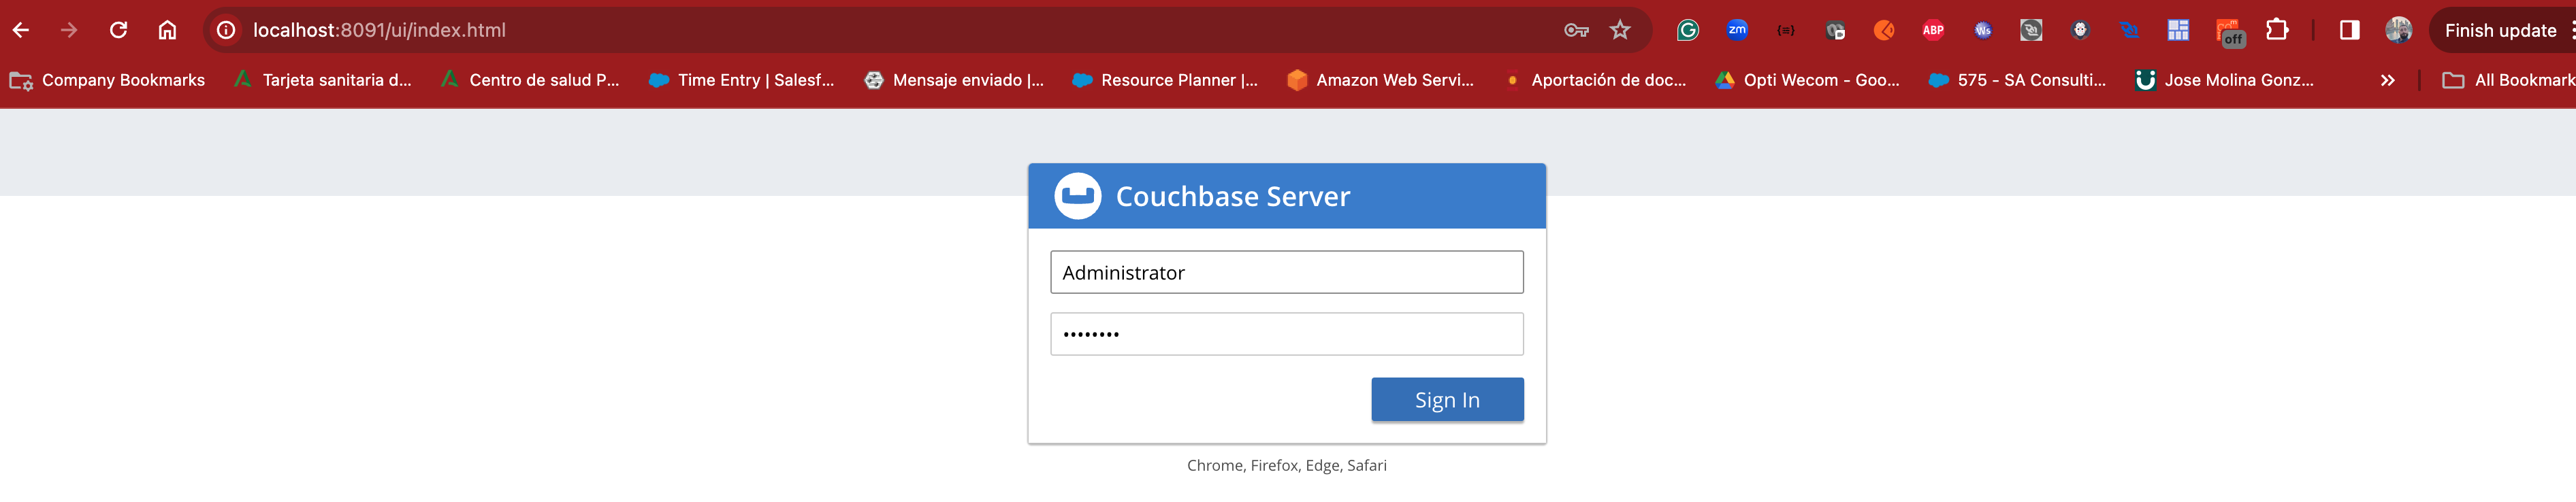 localhost:8091/ui/index.html
zm
{≡}
ABP
Ws
off
Finish update
Company Bookmarks
Tarjeta sanitaria d...
Centro de salud P...
Time Entry | Salesf...
Mensaje enviado |...
Resource Planner |...
Amazon Web Servi...
Aportación de doc...
Opti Wecom - Goo...
575 - SA Consulti...
Jose Molina Gonz...
All Bookmark
Couchbase Server
Administrator
••••••••
Sign In
Chrome, Firefox, Edge, Safari